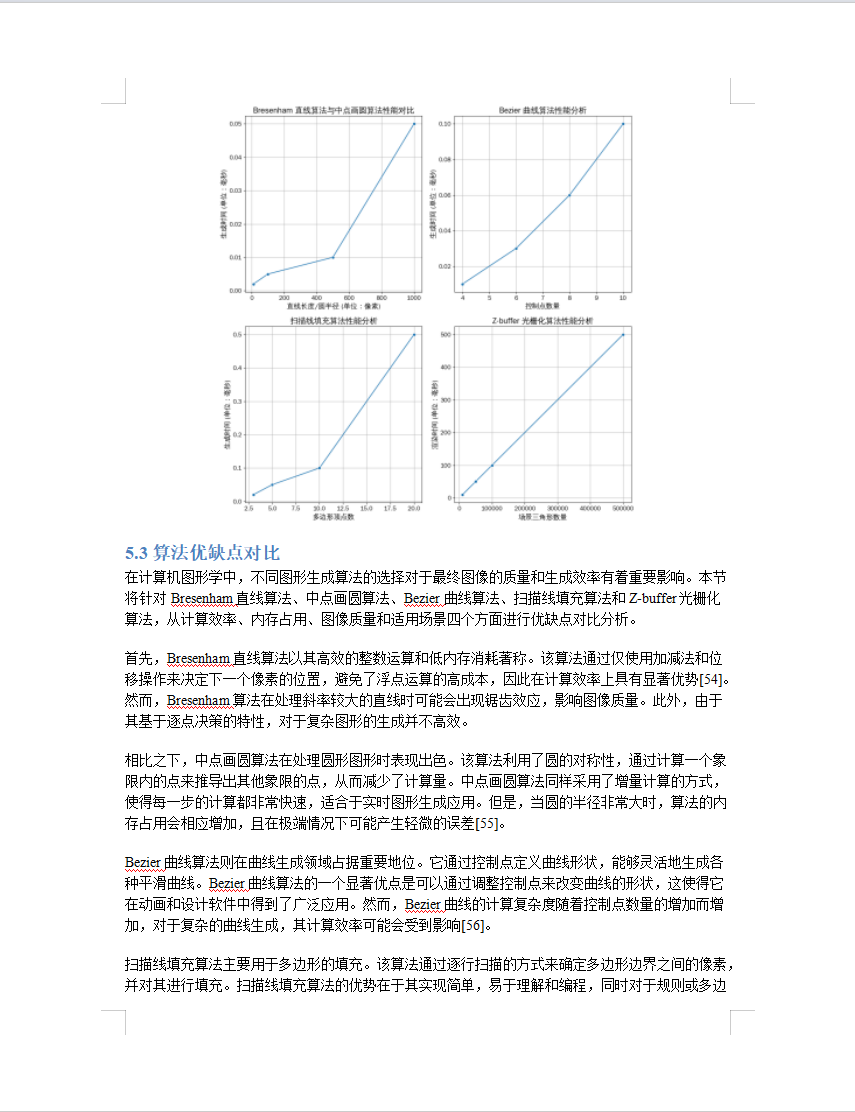 Bresenham 直线算法与中点画圆算法性能对比
生成时间 (单位：毫秒)
0.05
0.04
0.03
0.02
0.01
0.00
0 200 400 600 800 1000
直线长度/圆半径 (单位：像素)
Bezier 曲线算法性能分析
生成时间 (单位：毫秒)
0.10
0.08
0.06
0.04
0.02
4 5 6 7 8 9 10
控制点数量
扫描线填充算法性能分析
生成时间 (单位：毫秒)
0.5
0.4
0.3
0.2
0.1
0.0
2.5 5.0 7.5 10.0 12.5 15.0 17.5 20.0
多边形顶点数
Z-buffer 光栅化算法性能分析
渲染时间 (单位：毫秒)
500
400
300
200
100
0
0 100000 200000 300000 400000 500000
场景三角形数量
5.3 算法优缺点对比
在计算机图形学中，不同图形生成算法的选择对于最终图像的质量和生成效率有着重要影响。本节
将针对 Bresenham 直线算法、中点画圆算法、Bezier 曲线算法、扫描线填充算法和 Z-buffer 光栅化
算法，从计算效率、内存占用、图像质量和适用场景四个方面进行优缺点对比分析。
首先，Bresenham 直线算法以其高效的整数运算和低内存消耗著称。该算法通过仅使用加减法和位
移操作来决定下一个像素的位置，避免了浮点运算的高成本，因此在计算效率上具有显著优势[54]。
然而，Bresenham 算法在处理斜率较大的直线时可能会出现锯齿效应，影响图像质量。此外，由于
其基于逐点决策的特性，对于复杂图形的生成并不高效。
相比之下，中点画圆算法在处理圆形图形时表现出色。该算法利用了圆的对称性，通过计算一个象
限内的点来推导出其他象限的点，从而减少了计算量。中点画圆算法同样采用了增量计算的方式，
使得每一步的计算都非常快速，适合于实时图形生成应用。但是，当圆的半径非常大时，算法的内
存占用会相应增加，且在极端情况下可能产生轻微的误差[55]。
Bezier 曲线算法则在曲线生成领域占据重要地位。它通过控制点定义曲线形状，能够灵活地生成各
种平滑曲线。Bezier 曲线算法的一个显著优点是可以通过调整控制点来改变曲线的形状，这使得它
在动画和设计软件中得到了广泛应用。然而，Bezier 曲线的计算复杂度随着控制点数量的增加而增
加，对于复杂的曲线生成，其计算效率可能会受到影响[56]。
扫描线填充算法主要用于多边形的填充。该算法通过逐行扫描的方式来确定多边形边界之间的像素，
并对其进行填充。扫描线填充算法的优势在于其实现简单，易于理解和编程，同时对于规则或多边